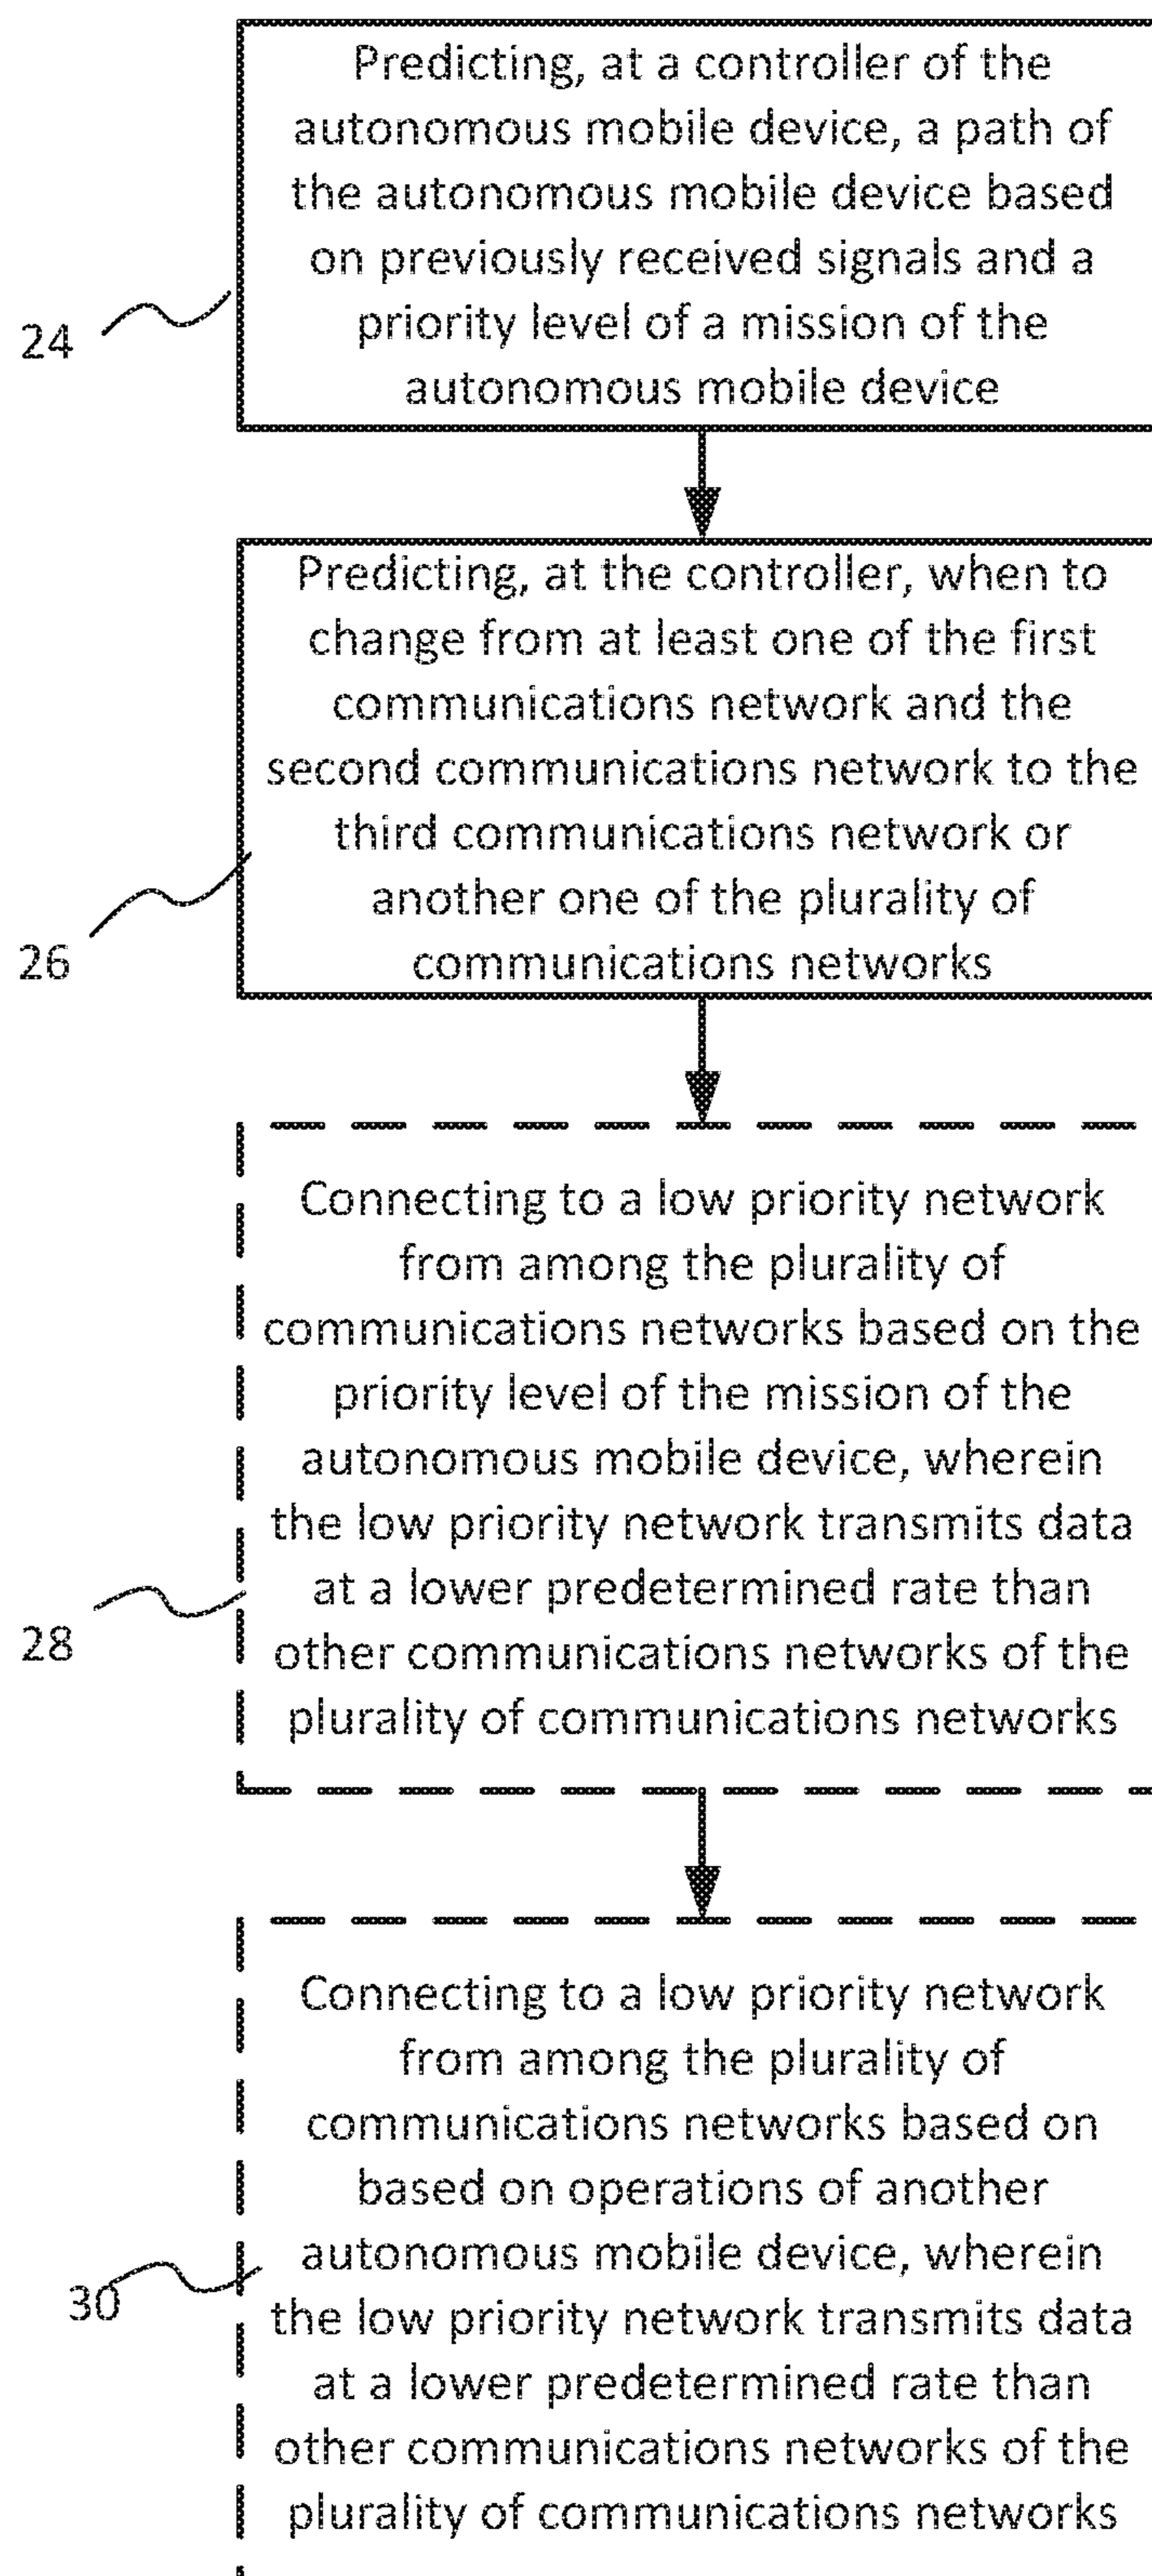 Predicting, at a controller of the
autonomous mobile device, a path of
the autonomous mobile device based
on previously received signals and a
priority level of a mission of the
autonomous mobile device
24
Predicting, at the controller, when to
change from at least one of the first
communications network and the
second communications network to the
third communications network or
another one of the plurality of
communications networks
26
Connecting to a low priority network
from among the plurality of
communications networks based on the
priority level of the mission of the
autonomous mobile device, wherein
the low priority network transmits data
at a lower predetermined rate than
other communications networks of the
plurality of communications networks
28
Connecting to a low priority network
from among the plurality of
communications networks based on
based on operations of another
autonomous mobile device, wherein
the low priority network transmits data
at a lower predetermined rate than
other communications networks of the
plurality of communications networks
30